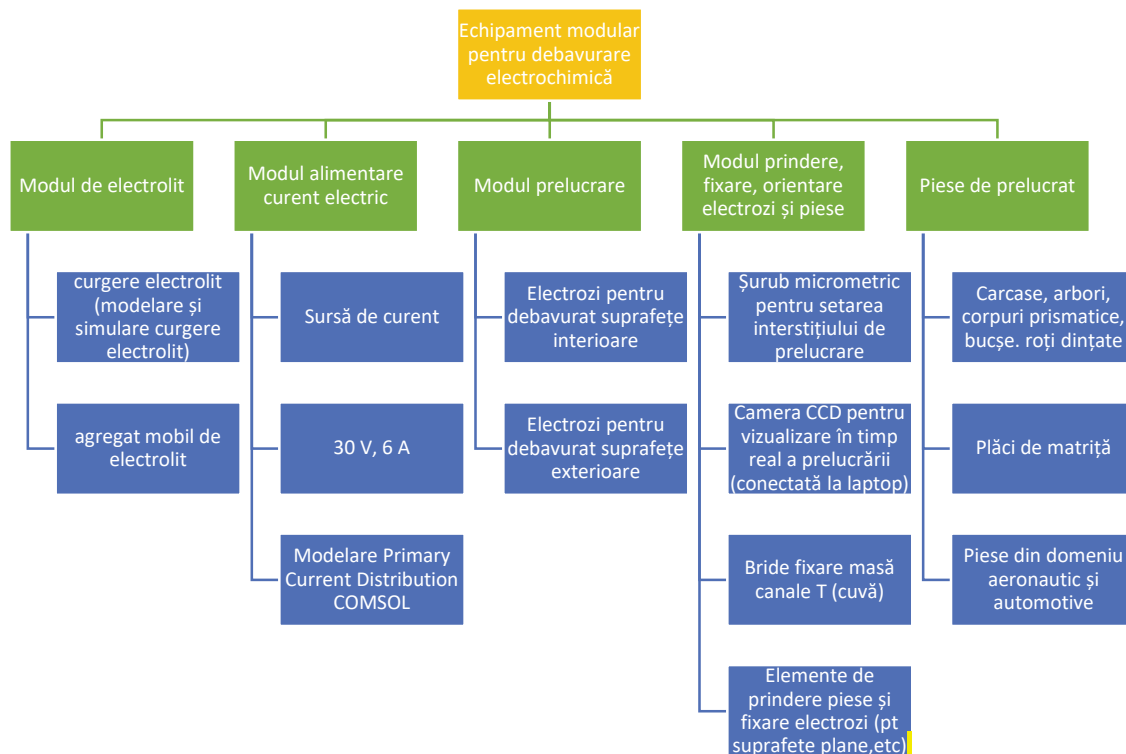 Echipament modular
pentru debavurare
electrochimică
Modul de electrolit
Modul alimentare
curent electric
Modul prelucrare
Modul prindere,
fixare, orientare
electrozi și piese
Piese de prelucrat
curgere electrolit
(modelare și
simulare curgere
electrolit)
agregat mobil de
electrolit
Sursă de curent
30 V, 6 A
Modelare Primary
Current Distribution
COMSOL
Electrozi pentru
debavurat suprafețe
interioare
Electrozi pentru
debavurat suprafețe
exterioare
Șurub micrometric
pentru setarea
interstițiului de
prelucrare
Camera CCD pentru
vizualizare în timp
real a prelucrării
(conectată la laptop)
Bride fixare masă
canale T (cuvă)
Elemente de
prindere piese și
fixare electrozi (pt
suprafete plane,etc)
Carcase, arbori,
corpuri prismatice,
bucșe. roți dințate
Plăci de matriță
Piese din domeniu
aeronautic și
automotive